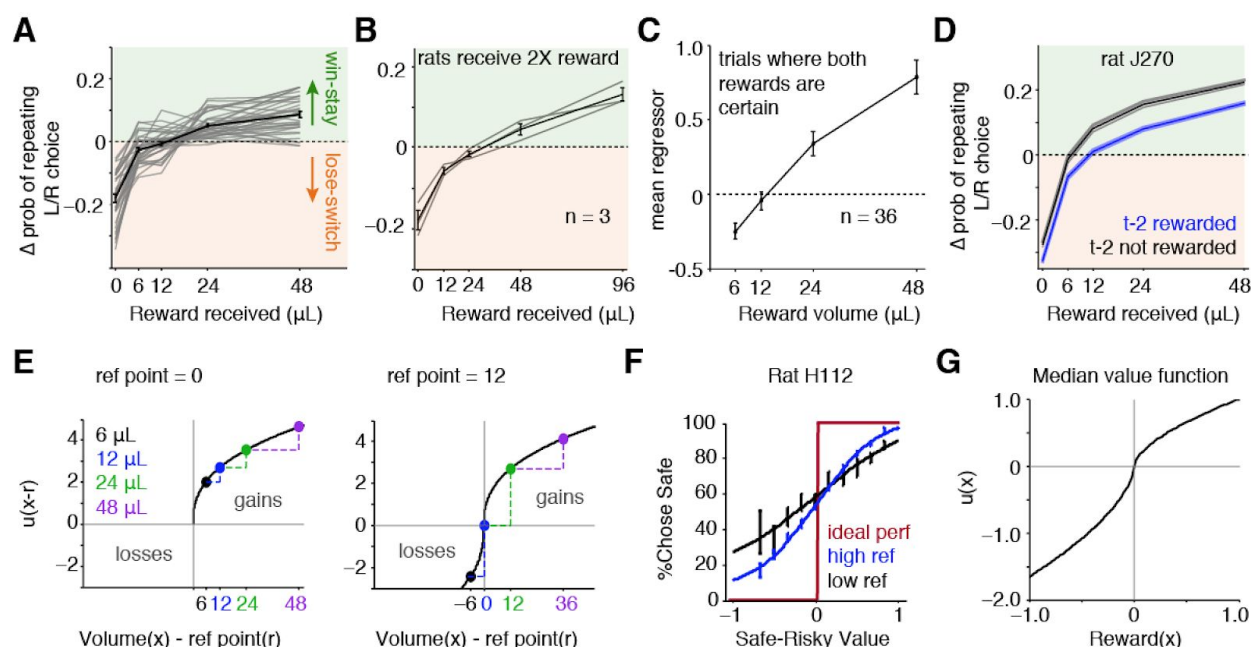 A
Δ prob of repeating
L/R choice
0.2
0
−0.2
win-stay
lose-switch
0 6 12 24 48
Reward received (μL)
B
rats receive 2X reward
0.2
0
−0.2
n = 3
0 12 24 48 96
Reward received (μL)
C
mean regressor
1.0
0.5
0
-0.5
trials where both
rewards are
certain
n = 36
6 12 24 48
Reward volume (μL)
D
Δ prob of repeating
L/R choice
rat J270
0.2
0
−0.2
t-2 rewarded
t-2 not rewarded
0 6 12 24 48
Reward received (μL)
E
ref point = 0
u(x-r)
4
2
0
−2
6 μL
12 μL
24 μL
48 μL
gains
losses
6 12 24 48
Volume(x) - ref point(r)
ref point = 12
4
2
0
−2
gains
losses
−6 0 12 36
Volume(x) - ref point(r)
F
Rat H112
%Chose Safe
100
80
60
40
20
0
ideal perf
high ref
low ref
−1 0 1
Safe-Risky Value
G
Median value function
u(x)
1.0
0
−1.0
−2.0
-1.0 0 1.0
Reward(x)